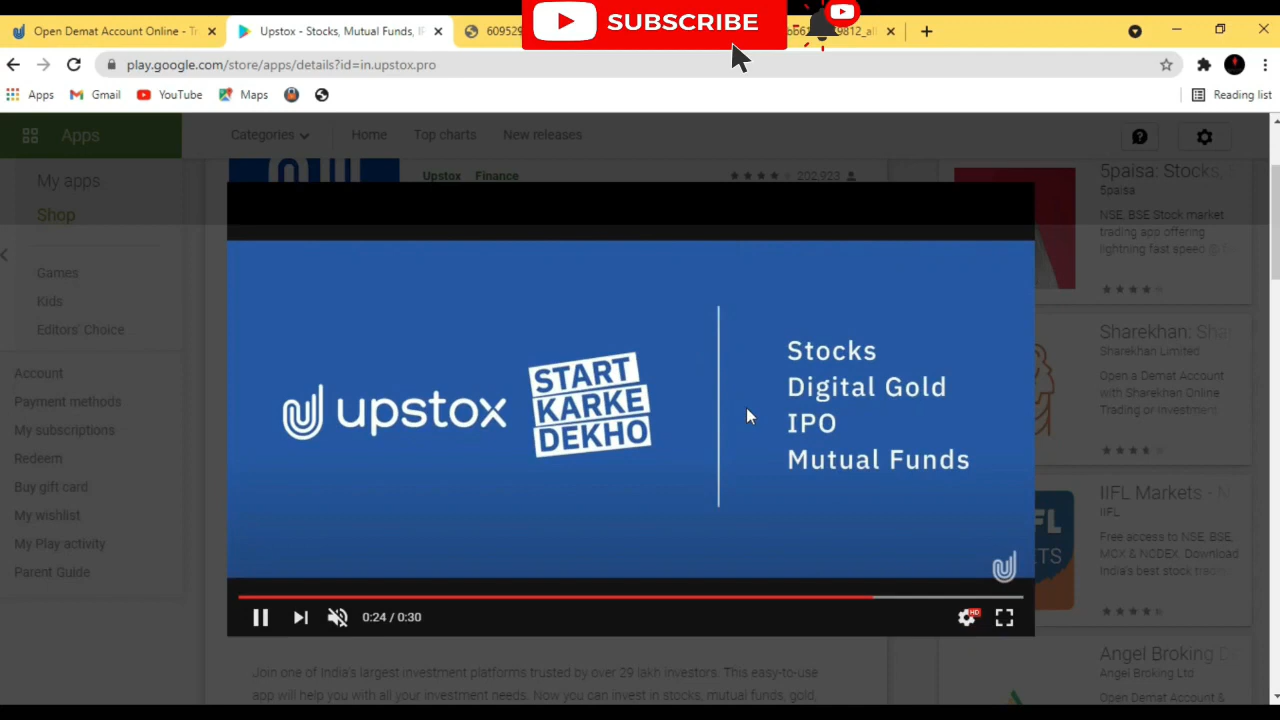 SUBSCRIBE
Open Demat Account Online - Tr
Upstox - Stocks, Mutual Funds, IP
609529
9812_all
play.google.com/store/apps/details?id=in.upstox.pro
Apps
Gmail
YouTube
Maps
Reading list
Apps
Categories
Home
Top charts
New releases
My apps
Shop
Games
Kids
Editors' Choice
Account
Payment methods
My subscriptions
Redeem
Buy gift card
My wishlist
My Play activity
Parent Guide
Upstox Finance
202,923
upstox
START
KARKE
DEKHO
Stocks
Digital Gold
IPO
Mutual Funds
0:24 / 0:30
HD
Join one of India's largest investment platforms trusted by over 29 lakh investors. This easy-to-use
app will help you with all your investment needs. Now you can invest in stocks, mutual funds, gold,
5paisa: Stocks,
5paisa
NSE, BSE Stock market
trading app offering
lightning fast speed @
Sharekhan: Sha
Sharekhan Limited
Open a Demat Account
with Sharekhan Online
Trading or Investment
IIFL Markets - N
IIFL
Free access to NSE, BSE,
MCX & NCDEX. Download
India's best stock trad
Angel Broking D
Angel Broking Ltd
Open Demat Account &